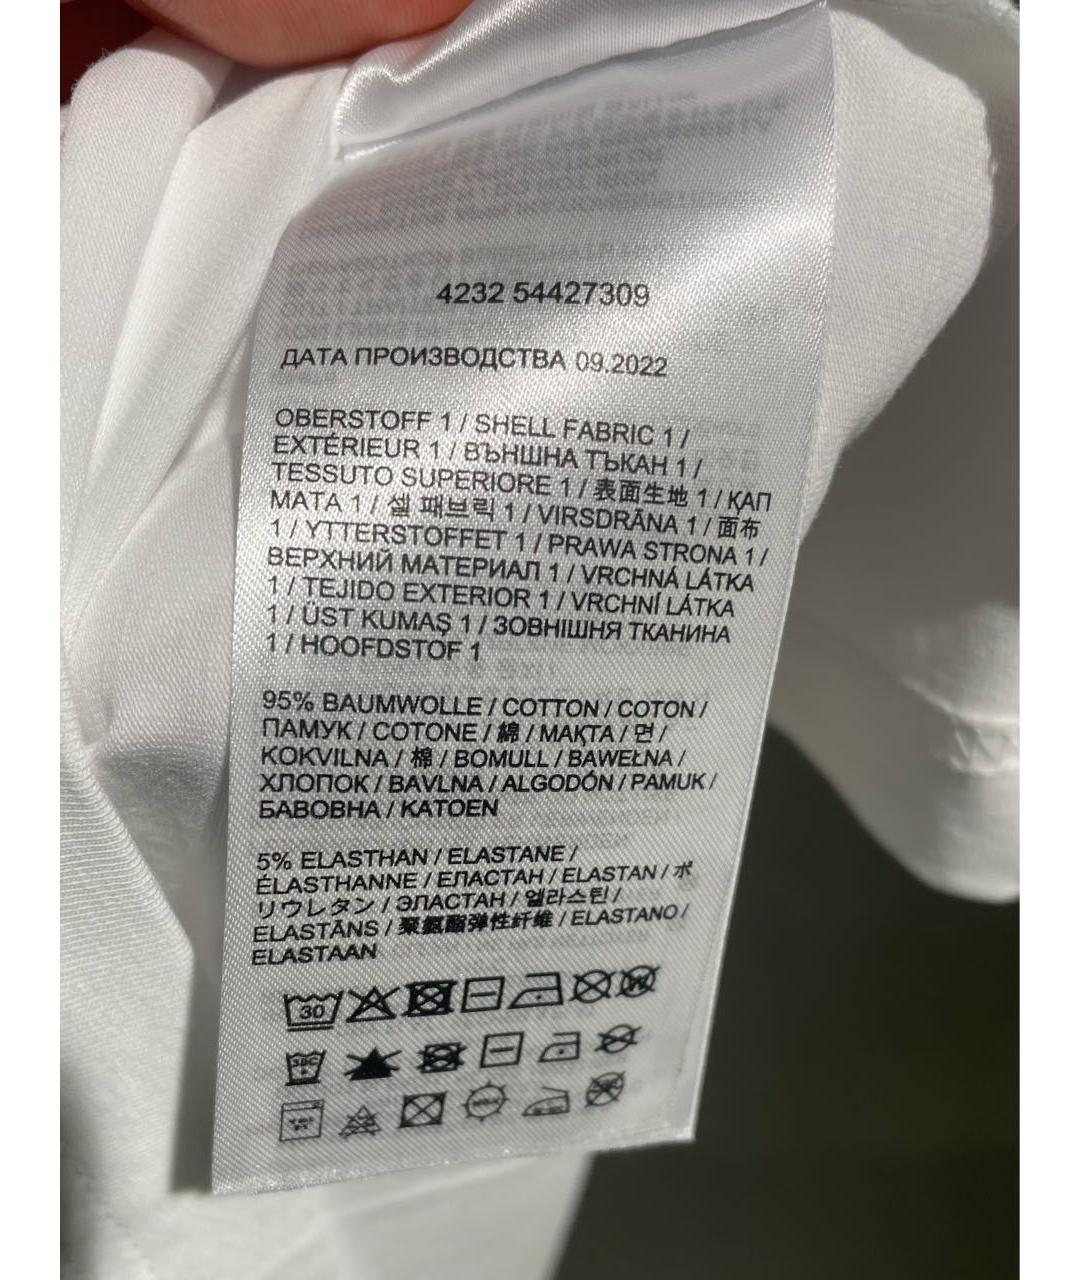 4232 54427309
ДАТА ПРОИЗВОДСТВА 09.2022
OBERSTOFF 1 / SHELL FABRIC 1 /
EXTÉRIEUR 1 / ВЪНШНА ТЪКАН 1 /
TESSUTO SUPERIORE 1 / 表面生地 1 / ҚАП
МАТА 1 / 셸 패브릭 1 / VIRSDRĀNA 1 / 面布
1 / YTTERSTOFFET 1 / PRAWA STRONA 1 /
ВЕРХНИЙ МАТЕРИАЛ 1 / VRCHNÁ LÁTKA
1 / TEJIDO EXTERIOR 1 / VRCHNÍ LÁTKA
1 / ÜST KUMAŞ 1 / ЗОВНІШНЯ ТКАНИНА
1 / HOOFDSTOF 1
95% BAUMWOLLE / COTTON / COTON /
ПАМУК / COTONE / 綿 / МАҚТА / 면 /
KOKVILNA / 棉 / BOMULL / BAWEŁNA /
ХЛОПОК / BAVLNA / ALGODÓN / PAMUK /
БАВОВНА / KATOEN
5% ELASTHAN / ELASTANE /
ÉLASTHANNE / ЕЛАСТАН / ELASTAN / ポ
リウレタン / ЭЛАСТАН / 엘라스틴 /
ELASTĀNS / 聚氨酯弹性纤维 / ELASTANO /
ELASTAAN
30
30C